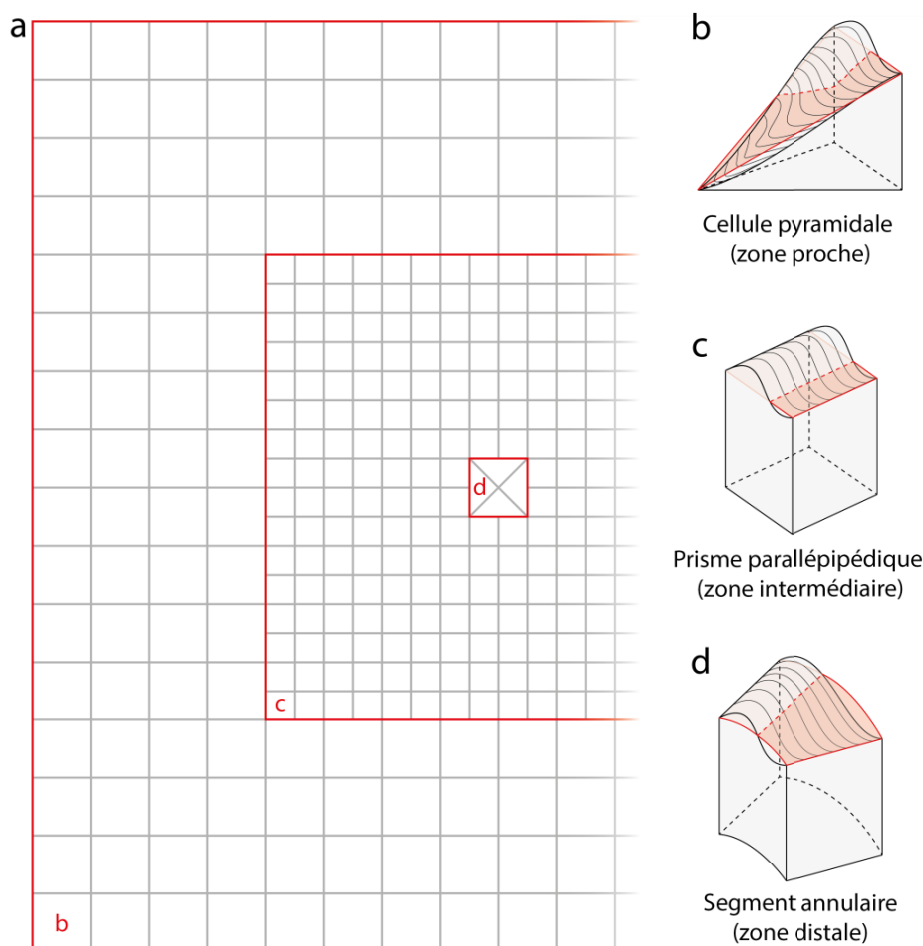 a
d
c
b
b
Cellule pyramidale
(zone proche)
c
Prisme parallépipédique
(zone intermédiaire)
d
Segment annulaire
(zone distale)